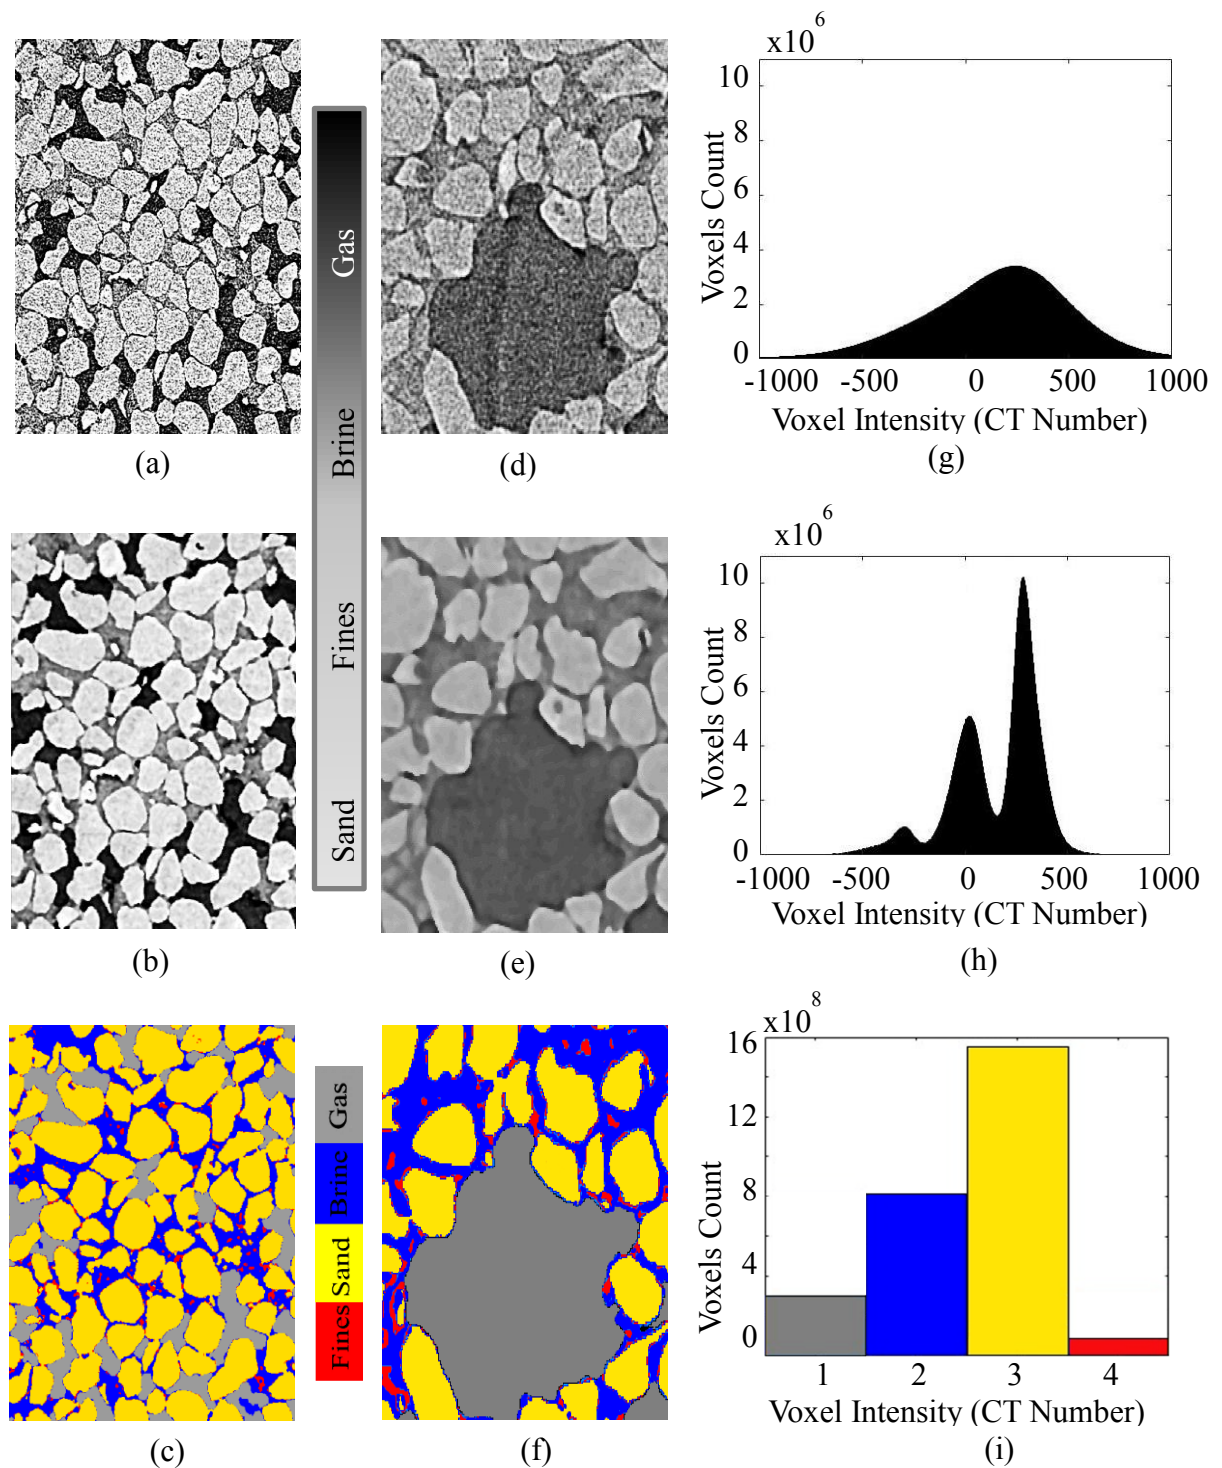 (a)
(b)
(c)
Gas
Brine
Fines
Sand
Gas
Brine
Sand
Fines
(d)
(e)
(f)
x10
6
10
8
6
4
2
0
Voxels Count
-1000 -500 0 500 1000
Voxel Intensity (CT Number)
(g)
x10
6
10
8
6
4
2
0
Voxels Count
-1000 -500 0 500 1000
Voxel Intensity (CT Number)
(h)
x10
8
16
12
8
4
0
Voxels Count
1 2 3 4
Voxel Intensity (CT Number)
(i)